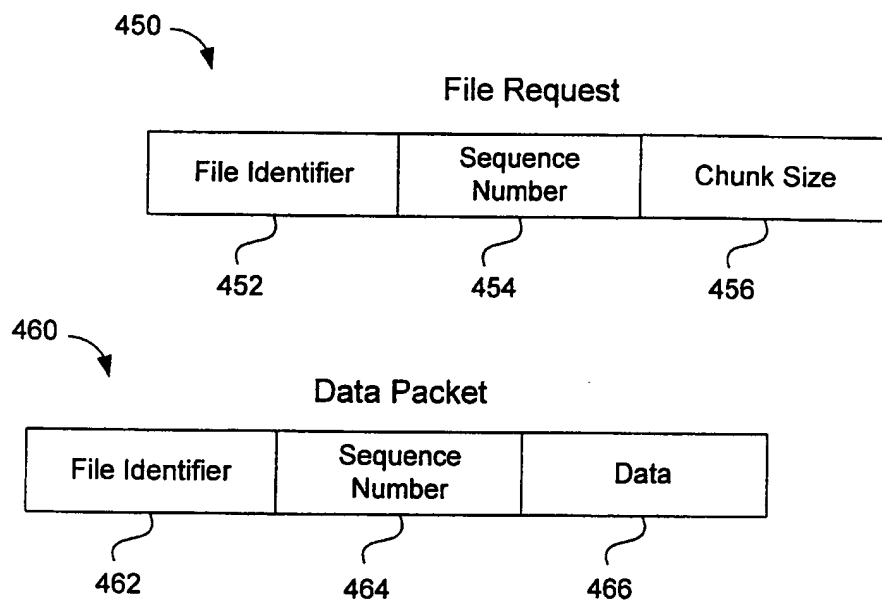 450
File Request
File Identifier
Sequence
Number
Chunk Size
452
454
456
460
Data Packet
File Identifier
Sequence
Number
Data
462
464
466